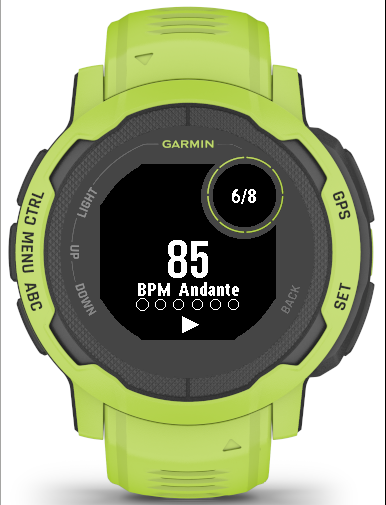 GARMIN
6/8
LIGHT
CTRL
GPS
UP
MENU
85
BPM Andante
DOWN
ABC
BACK
SET